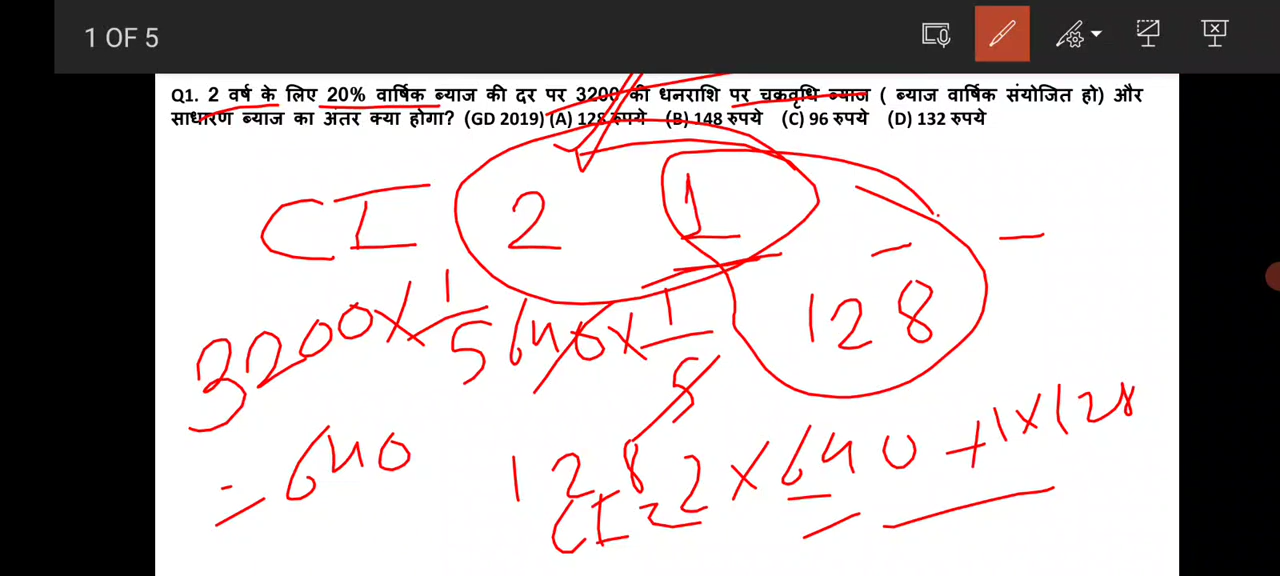 1 OF 5
Q1. 2 वर्ष के लिए 20% वार्षिक ब्याज की दर पर 3200 की धनराशि पर चक्रवृधि ब्याज ( ब्याज वार्षिक संयोजित हो) और
साधारण ब्याज का अंतर क्या होगा? (GD 2019) (A) 128 रुपये (B) 148 रुपये (C) 96 रुपये (D) 132 रुपये
CI 2 1 - -
3200×1/5 640×1/5 128
=640 128
CI=2×640+1×128